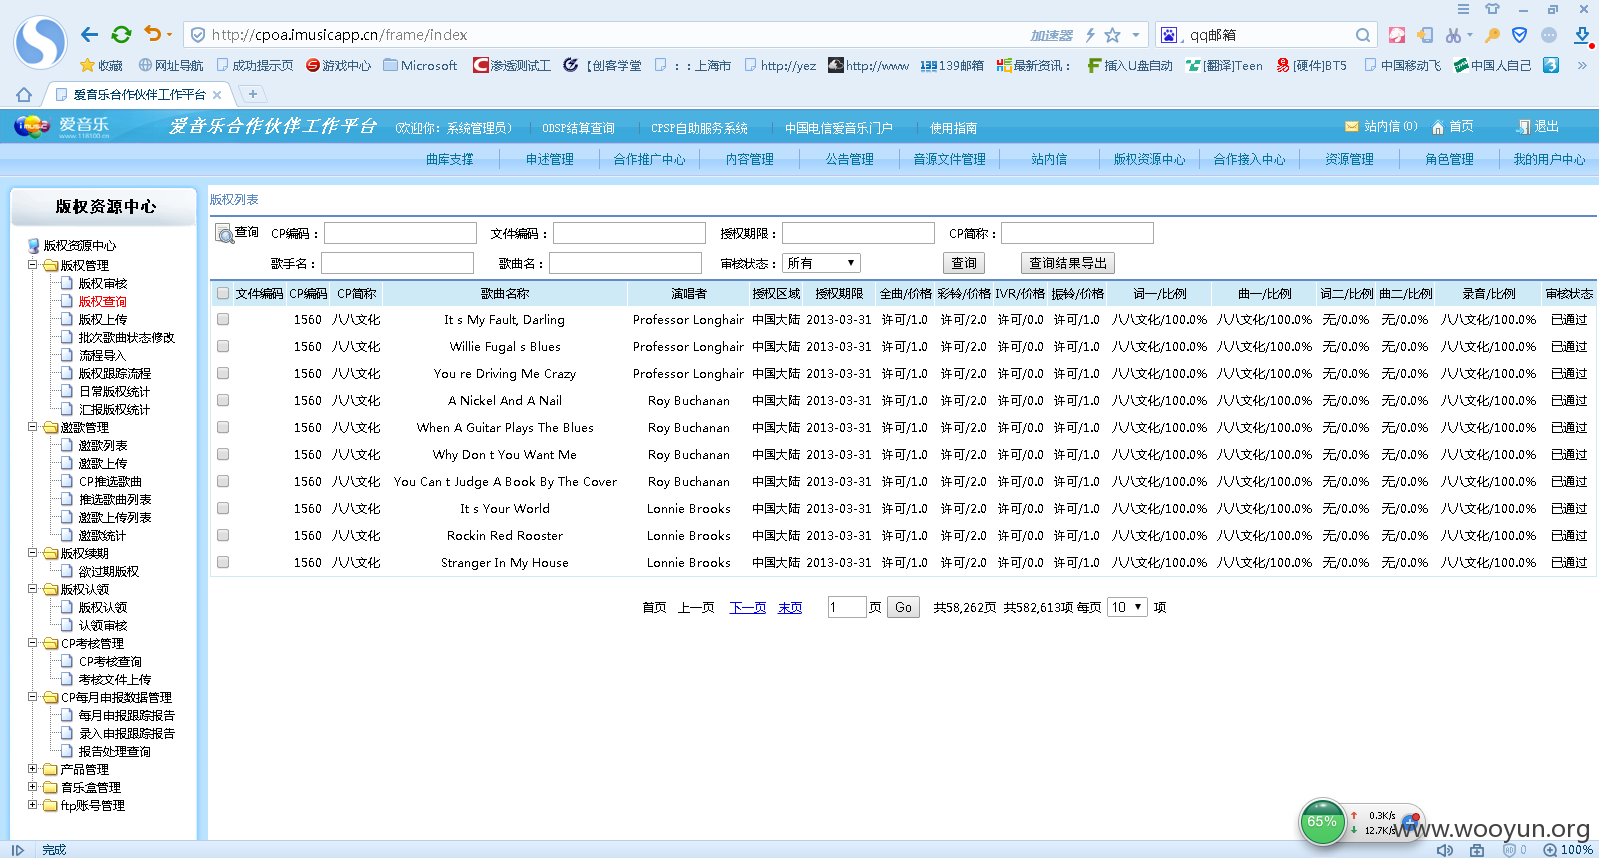 http://cpoa.imusicapp.cn/frame/index 加速器 qq邮箱
收藏 网址导航 成功提示页 游戏中心 Microsoft 渗透测试工 【创客学堂 : : 上海市 http://yez http://www 139邮箱 最新资讯: 插入U盘自动 [翻译]Teen [硬件]BT5 中国移动飞 中国人自己 »
爱音乐合作伙伴工作平台 × +
爱音乐 www.118100.cn 爱音乐合作伙伴工作平台 (欢迎你: 系统管理员) ODSP结算查询 CPSP自助服务系统 中国电信爱音乐门户 使用指南 站内信(0) 首页 退出
曲库支撑 申述管理 合作推广中心 内容管理 公告管理 音源文件管理 站内信 版权资源中心 合作接入中心 资源管理 角色管理 我的用户中心
版权资源中心
版权资源中心
版权管理
版权审核
版权查询
版权上传
批次歌曲状态修改
流程导入
版权跟踪流程
日常版权统计
汇报版权统计
邀歌管理
邀歌列表
邀歌上传
CP推选歌曲
推选歌曲列表
邀歌上传列表
邀歌统计
版权续期
欲过期版权
版权认领
版权认领
认领审核
CP考核管理
CP考核查询
考核文件上传
CP每月申报数据管理
每月申报跟踪报告
录入申报跟踪报告
报告处理查询
产品管理
音乐盒管理
ftp账号管理
版权列表
查询 CP编码: 文件编码: 授权期限: CP简称:
歌手名: 歌曲名: 审核状态: 所有 查询 查询结果导出
文件编码 CP编码 CP简称 歌曲名称 演唱者 授权区域 授权期限 全曲/价格 彩铃/价格 IVR/价格 振铃/价格 词一/比例 曲一/比例 词二/比例 曲二/比例 录音/比例 审核状态
1560 八八文化 It s My Fault, Darling Professor Longhair 中国大陆 2013-03-31 许可/1.0 许可/2.0 许可/0.0 许可/1.0 八八文化/100.0% 八八文化/100.0% 无/0.0% 无/0.0% 八八文化/100.0% 已通过
1560 八八文化 Willie Fugal s Blues Professor Longhair 中国大陆 2013-03-31 许可/1.0 许可/2.0 许可/0.0 许可/1.0 八八文化/100.0% 八八文化/100.0% 无/0.0% 无/0.0% 八八文化/100.0% 已通过
1560 八八文化 You re Driving Me Crazy Professor Longhair 中国大陆 2013-03-31 许可/1.0 许可/2.0 许可/0.0 许可/1.0 八八文化/100.0% 八八文化/100.0% 无/0.0% 无/0.0% 八八文化/100.0% 已通过
1560 八八文化 A Nickel And A Nail Roy Buchanan 中国大陆 2013-03-31 许可/1.0 许可/2.0 许可/0.0 许可/1.0 八八文化/100.0% 八八文化/100.0% 无/0.0% 无/0.0% 八八文化/100.0% 已通过
1560 八八文化 When A Guitar Plays The Blues Roy Buchanan 中国大陆 2013-03-31 许可/1.0 许可/2.0 许可/0.0 许可/1.0 八八文化/100.0% 八八文化/100.0% 无/0.0% 无/0.0% 八八文化/100.0% 已通过
1560 八八文化 Why Don t You Want Me Roy Buchanan 中国大陆 2013-03-31 许可/1.0 许可/2.0 许可/0.0 许可/1.0 八八文化/100.0% 八八文化/100.0% 无/0.0% 无/0.0% 八八文化/100.0% 已通过
1560 八八文化 You Can t Judge A Book By The Cover Roy Buchanan 中国大陆 2013-03-31 许可/1.0 许可/2.0 许可/0.0 许可/1.0 八八文化/100.0% 八八文化/100.0% 无/0.0% 无/0.0% 八八文化/100.0% 已通过
1560 八八文化 It s Your World Lonnie Brooks 中国大陆 2013-03-31 许可/1.0 许可/2.0 许可/0.0 许可/1.0 八八文化/100.0% 八八文化/100.0% 无/0.0% 无/0.0% 八八文化/100.0% 已通过
1560 八八文化 Rockin Red Rooster Lonnie Brooks 中国大陆 2013-03-31 许可/1.0 许可/2.0 许可/0.0 许可/1.0 八八文化/100.0% 八八文化/100.0% 无/0.0% 无/0.0% 八八文化/100.0% 已通过
1560 八八文化 Stranger In My House Lonnie Brooks 中国大陆 2013-03-31 许可/1.0 许可/2.0 许可/0.0 许可/1.0 八八文化/100.0% 八八文化/100.0% 无/0.0% 无/0.0% 八八文化/100.0% 已通过
首页 上一页 下一页 末页 1 页 Go 共58,262页 共582,613项 每页 10 项
65% 0.3K/s
12.7K/s
www.wooyun.org
完成 0 100%